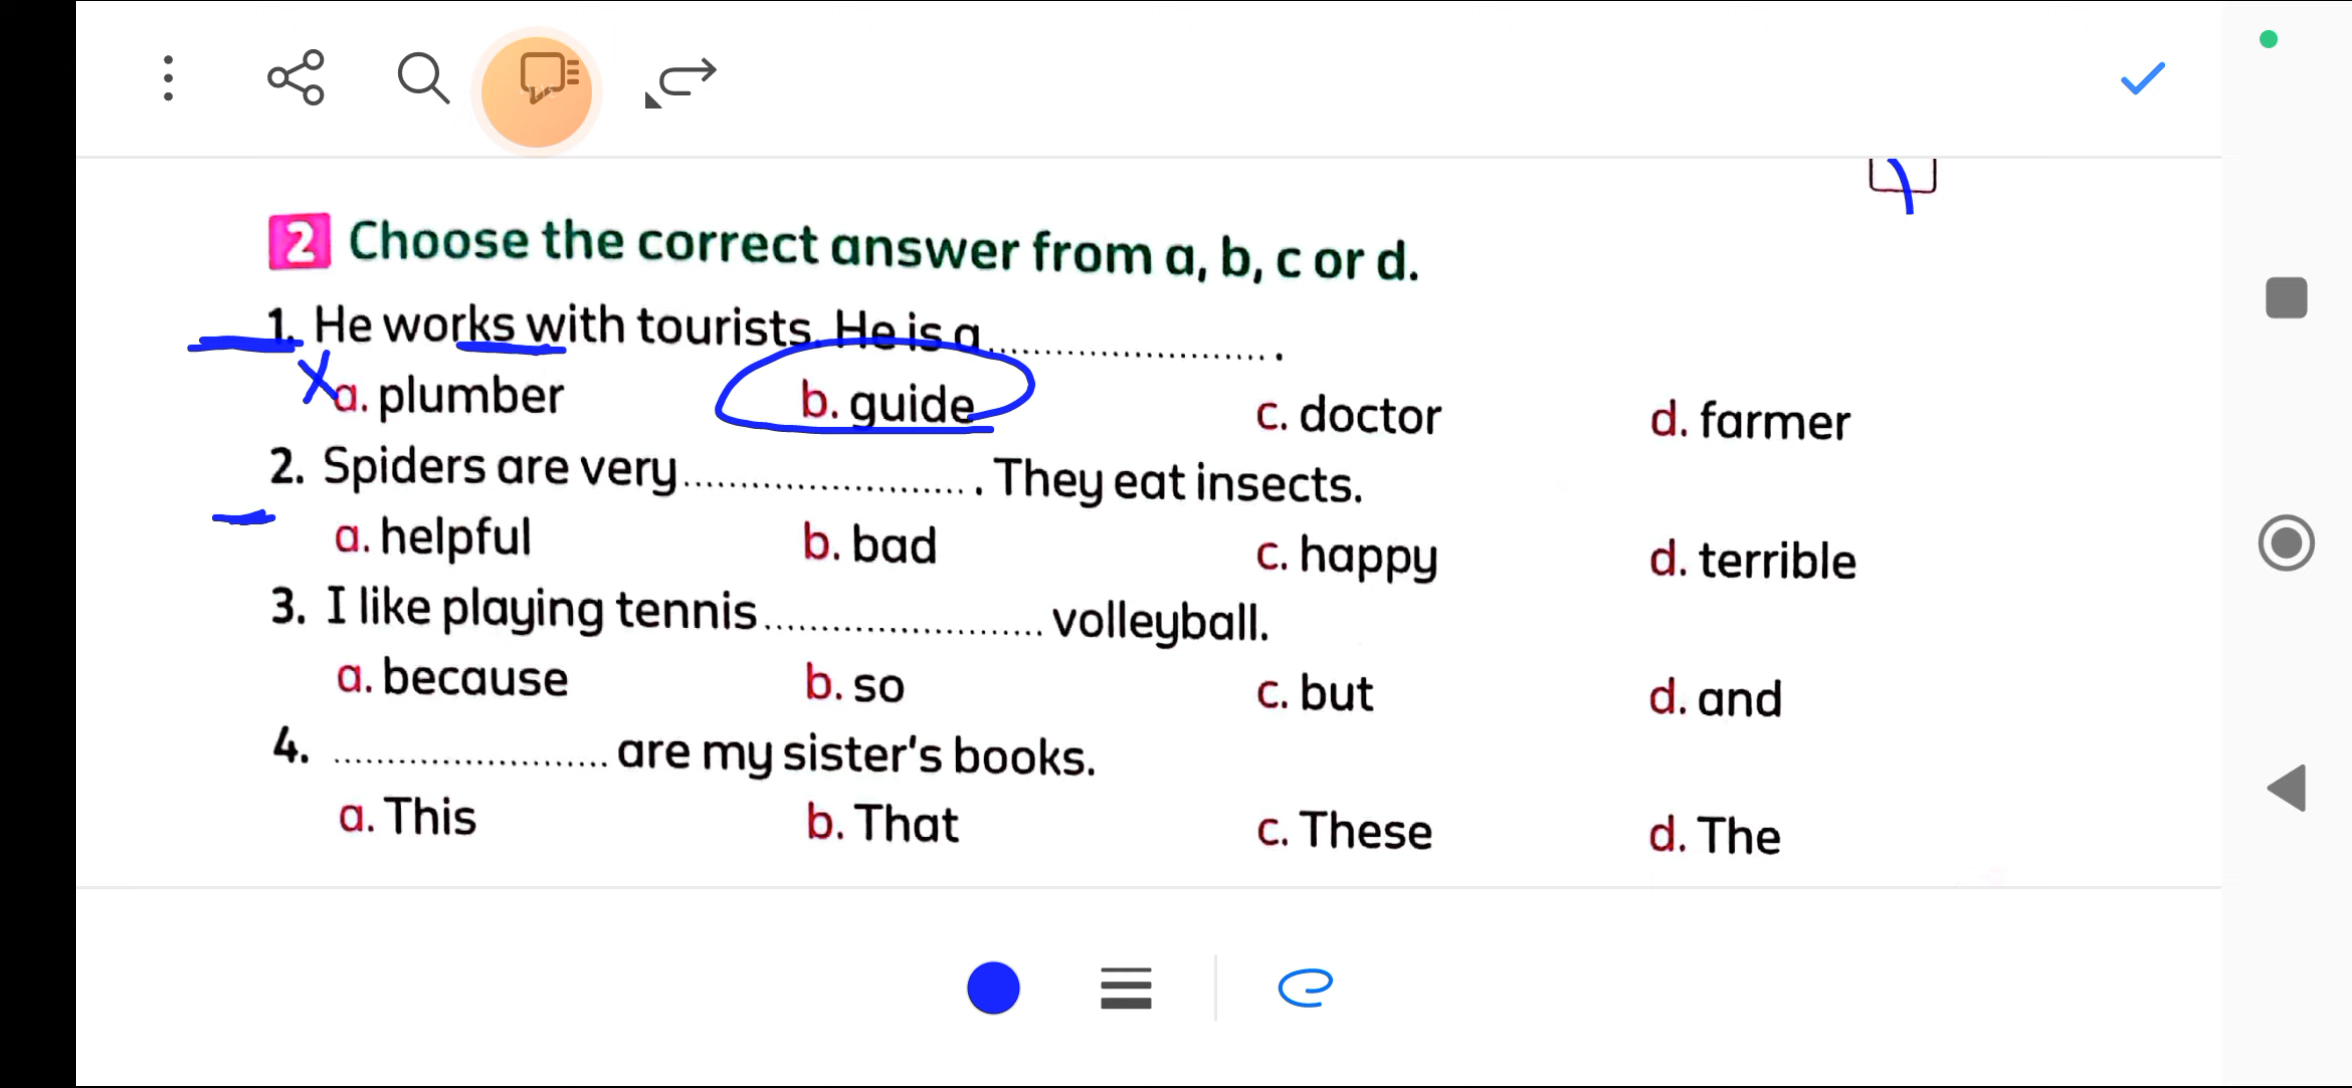 2 Choose the correct answer from a, b, c or d.
1. He works with tourists. He is a ........................ .
a. plumber b. guide c. doctor d. farmer
2. Spiders are very ........................ . They eat insects.
a. helpful b. bad c. happy d. terrible
3. I like playing tennis ........................ volleyball.
a. because b. so c. but d. and
4. ........................ are my sister's books.
a. This b. That c. These d. The